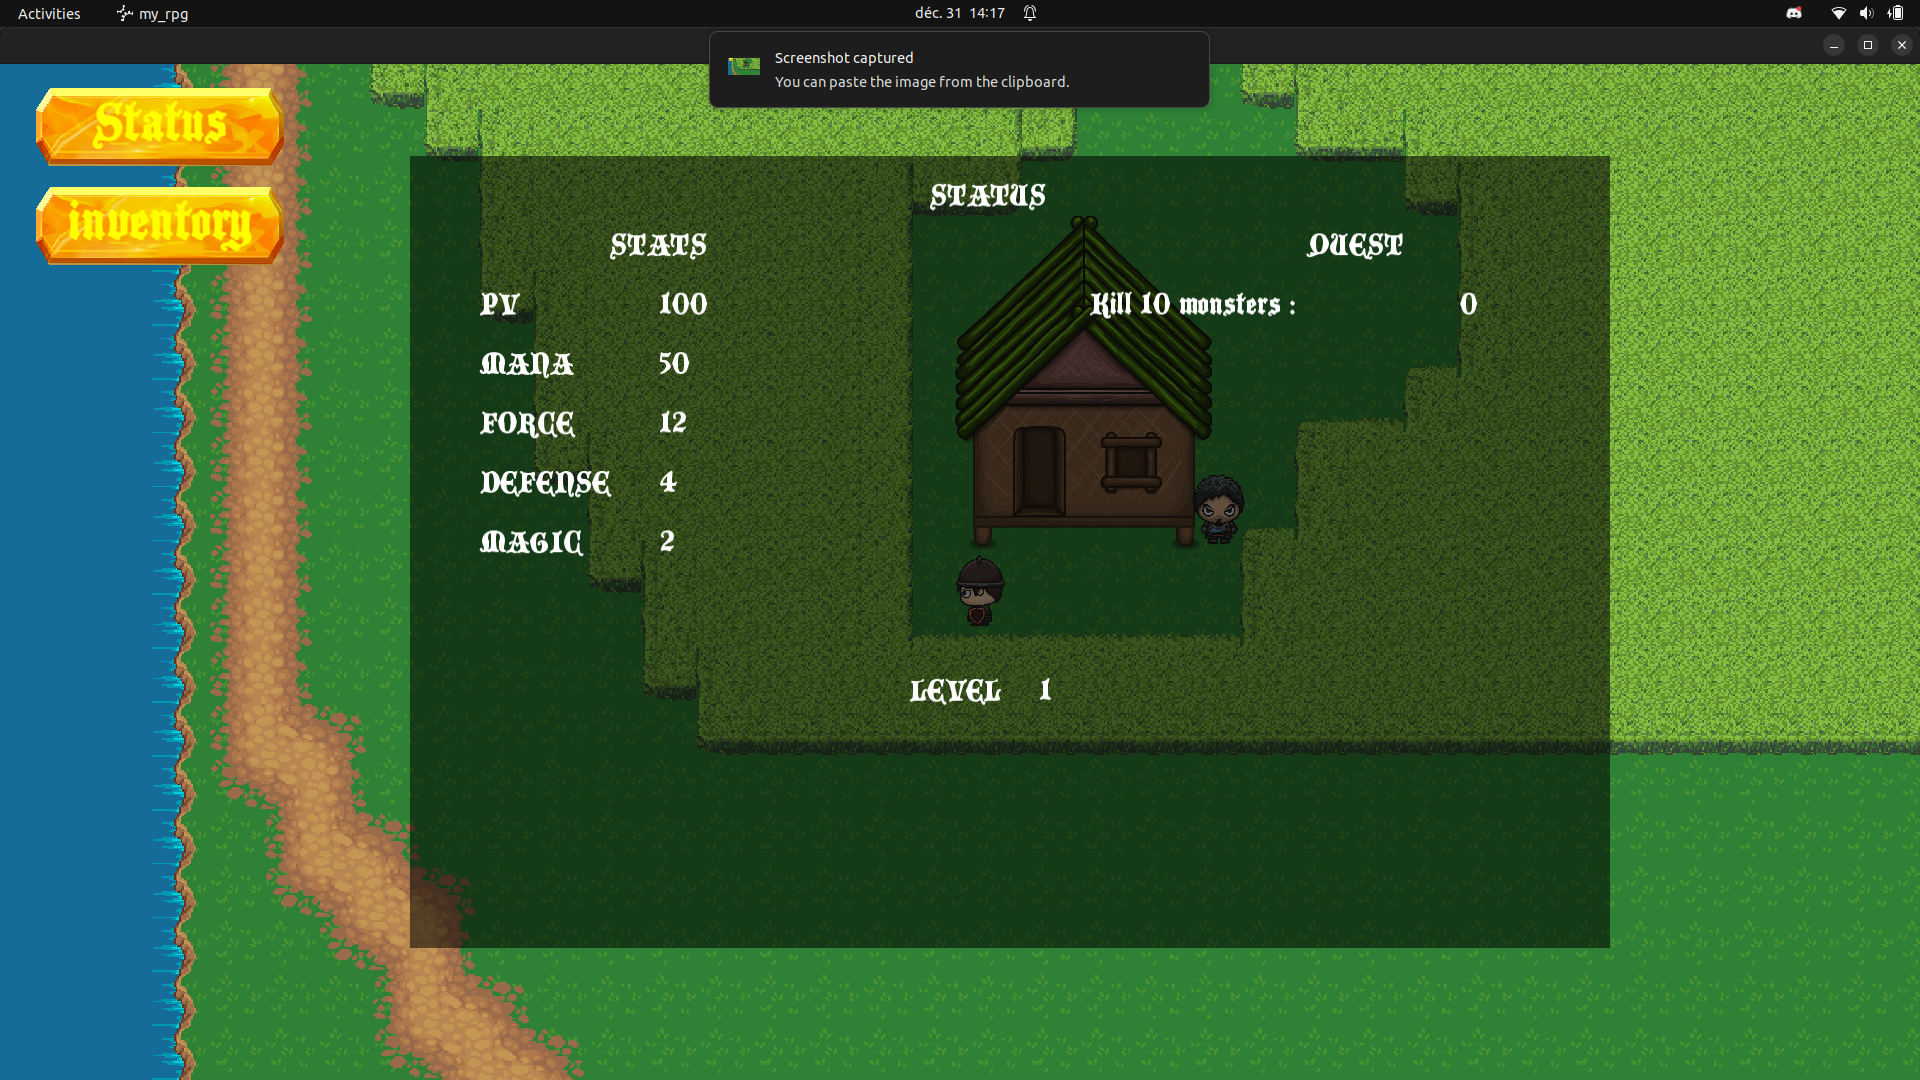 Activities my_rpg déc. 31 14:17
Screenshot captured
You can paste the image from the clipboard.
Status
inventory
STATUS
STATS QUEST
PV 100 Kill 10 monsters : 0
MANA 50
FORCE 12
DEFENSE 4
MAGIC 2
LEVEL 1